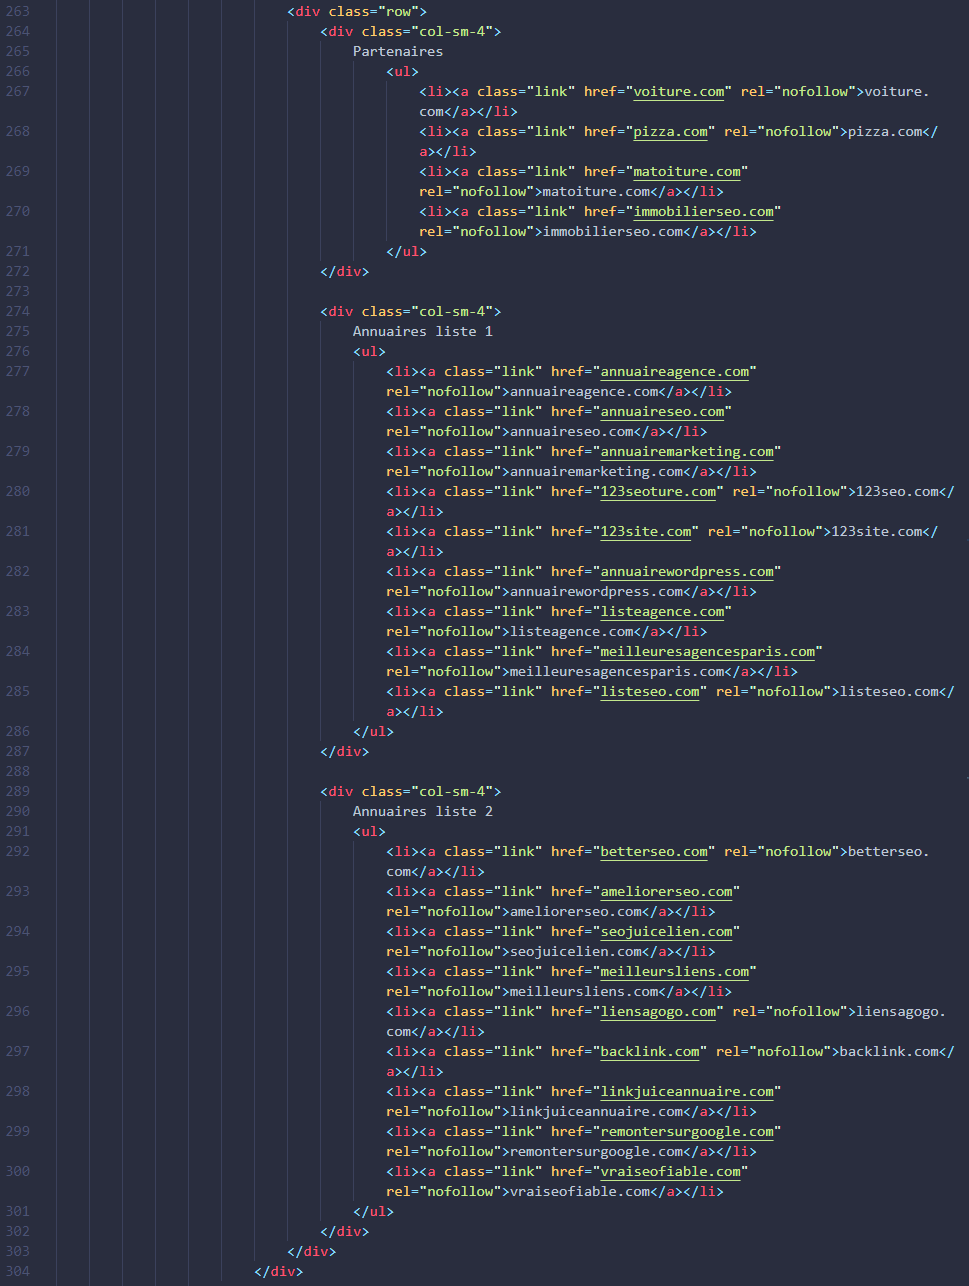 263 <div class="row">
264 <div class="col-sm-4">
265 Partenaires
266 <ul>
267 <li><a class="link" href="voiture.com" rel="nofollow">voiture.
com</a></li>
268 <li><a class="link" href="pizza.com" rel="nofollow">pizza.com</
a></li>
269 <li><a class="link" href="matoiture.com"
rel="nofollow">matoiture.com</a></li>
270 <li><a class="link" href="immobilierseo.com"
rel="nofollow">immobilierseo.com</a></li>
271 </ul>
272 </div>
273
274 <div class="col-sm-4">
275 Annuaires liste 1
276 <ul>
277 <li><a class="link" href="annuaireagence.com"
rel="nofollow">annuaireagence.com</a></li>
278 <li><a class="link" href="annuaireseo.com"
rel="nofollow">annuaireseo.com</a></li>
279 <li><a class="link" href="annuairemarketing.com"
rel="nofollow">annuairemarketing.com</a></li>
280 <li><a class="link" href="123seoture.com" rel="nofollow">123seo.com</
a></li>
281 <li><a class="link" href="123site.com" rel="nofollow">123site.com</
a></li>
282 <li><a class="link" href="annuairewordpress.com"
rel="nofollow">annuairewordpress.com</a></li>
283 <li><a class="link" href="listeagence.com"
rel="nofollow">listeagence.com</a></li>
284 <li><a class="link" href="meilleuresagencesparis.com"
rel="nofollow">meilleuresagencesparis.com</a></li>
285 <li><a class="link" href="listeseo.com" rel="nofollow">listeseo.com</
a></li>
286 </ul>
287 </div>
288
289 <div class="col-sm-4">
290 Annuaires liste 2
291 <ul>
292 <li><a class="link" href="betterseo.com" rel="nofollow">betterseo.
com</a></li>
293 <li><a class="link" href="ameliorerseo.com"
rel="nofollow">ameliorerseo.com</a></li>
294 <li><a class="link" href="seojuicelien.com"
rel="nofollow">seojuicelien.com</a></li>
295 <li><a class="link" href="meilleursliens.com"
rel="nofollow">meilleursliens.com</a></li>
296 <li><a class="link" href="liensagogo.com" rel="nofollow">liensagogo.
com</a></li>
297 <li><a class="link" href="backlink.com" rel="nofollow">backlink.com</
a></li>
298 <li><a class="link" href="linkjuiceannuaire.com"
rel="nofollow">linkjuiceannuaire.com</a></li>
299 <li><a class="link" href="remontersurgoogle.com"
rel="nofollow">remontersurgoogle.com</a></li>
300 <li><a class="link" href="vraiseofiable.com"
rel="nofollow">vraiseofiable.com</a></li>
301 </ul>
302 </div>
303 </div>
304 </div>